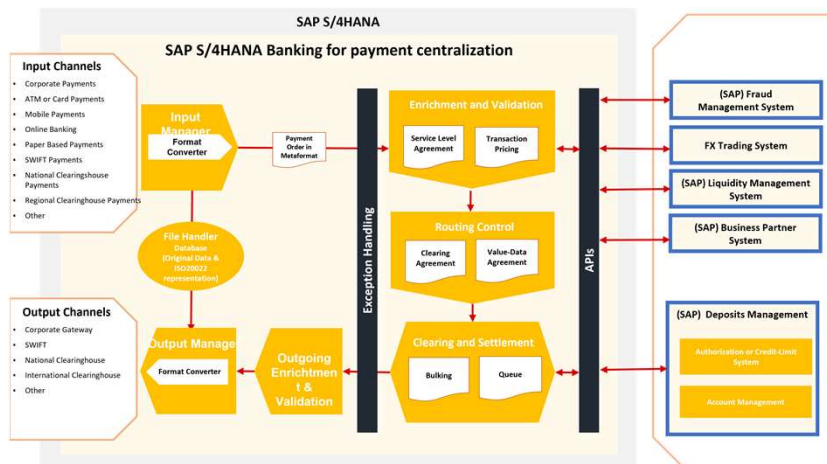 SAP S/4HANA
SAP S/4HANA Banking for payment centralization
Input Channels
• Corporate Payments
• ATM or Card Payments
• Mobile Payments
• Online Banking
• Paper Based Payments
• SWIFT Payments
• National Clearingshouse
Payments
• Regional Clearinghouse Payments
• Other
Input
Manager
Format
Converter
Payment
Order in
Metaformat
File Handler
Database
(Original Data &
ISO20022
representation)
Output Channels
• Corporate Gateway
• SWIFT
• National Clearinghouse
• International Clearinghouse
• Other
Output Manage
Format Converter
Outgoing
Enrichtmen
t &
Validation
Exception Handling
Enrichment and Validation
Service Level
Agreement
Transaction
Pricing
Routing Control
Clearing
Agreement
Value-Data
Agreement
Clearing and Settlement
Bulking
Queue
APIs
(SAP) Fraud
Management System
FX Trading System
(SAP) Liquidity Management
System
(SAP) Business Partner
System
(SAP) Deposits Management
Authorization or Credit-Limit
System
Account Management